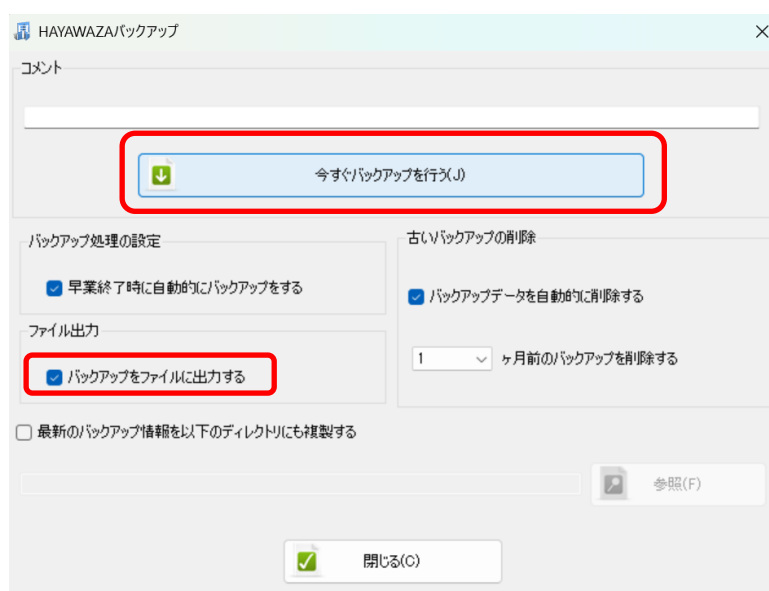 HAYAWAZAバックアップ
コメント
今すぐバックアップを行う(J)
バックアップ処理の設定
早業終了時に自動的にバックアップをする
ファイル出力
バックアップをファイルに出力する
古いバックアップの削除
バックアップデータを自動的に削除する
1 ヶ月前のバックアップを削除する
最新のバックアップ情報を以下のディレクトリにも複製する
参照(F)
閉じる(C)